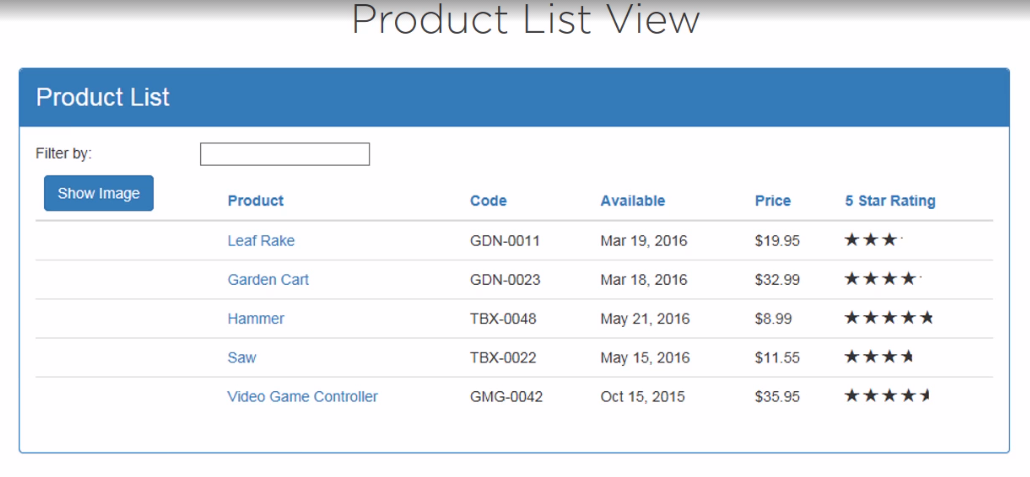 Product List View
Product List
Filter by:
Show Image Product Code Available Price 5 Star Rating
Leaf Rake GDN-0011 Mar 19, 2016 $19.95
Garden Cart GDN-0023 Mar 18, 2016 $32.99
Hammer TBX-0048 May 21, 2016 $8.99
Saw TBX-0022 May 15, 2016 $11.55
Video Game Controller GMG-0042 Oct 15, 2015 $35.95